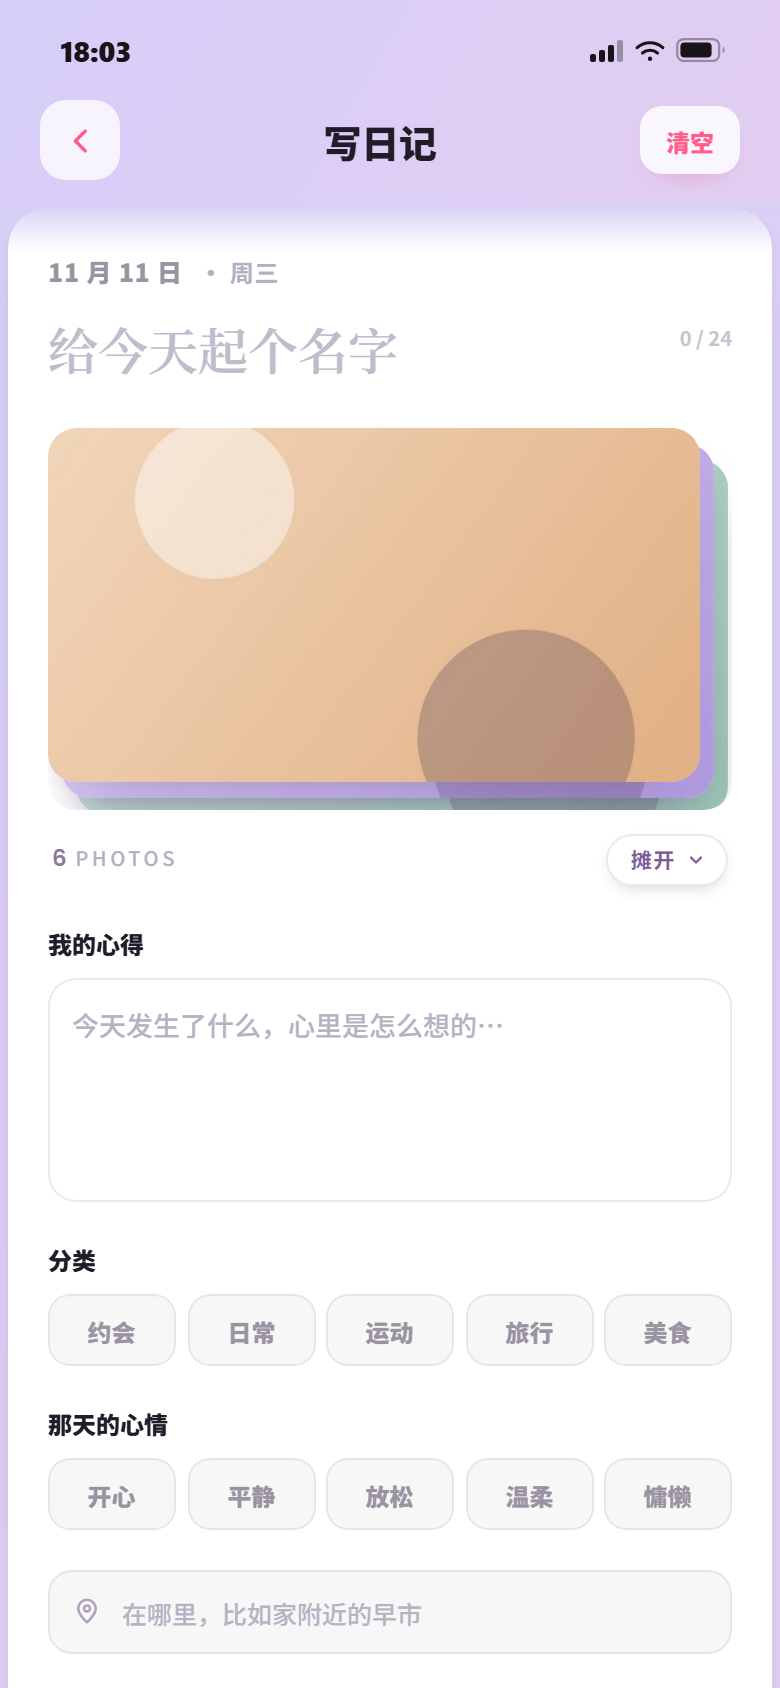 18:03
写日记
清空
11 月 11 日 · 周三
给今天起个名字
0 / 24
6 PHOTOS
摊开
我的心得
今天发生了什么，心里是怎么想的…
分类
约会 日常 运动 旅行 美食
那天的心情
开心 平静 放松 温柔 慵懒
在哪里，比如家附近的早市